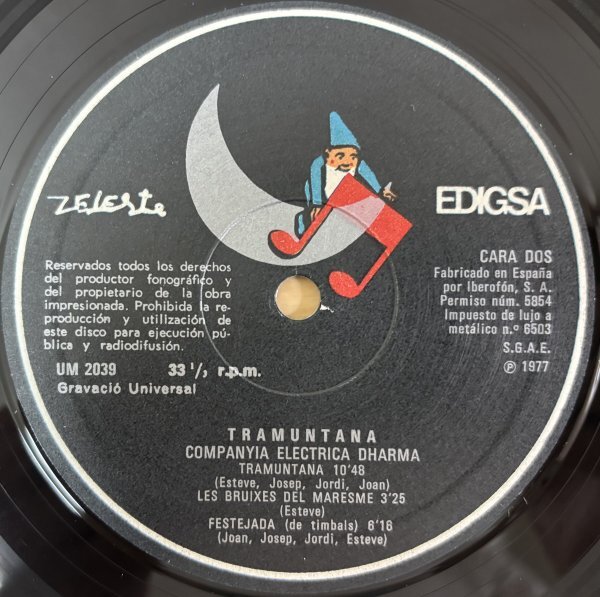 Zeleste
EDIGSA
CARA DOS
Fabricado en España
por Iberofón, S. A.
Permiso núm. 5854
Impuesto de lujo a
metálico n.º 6503
S.G.A.E.
℗ 1977
Reservados todos los derechos
del productor fonográfico y
del propietario de la obra
impresionada. Prohibida la re-
producción y utilización de
este disco para ejecución pú-
blica y radiodifusión.
UM 2039 33 1/3 r.p.m.
Gravació Universal
TRAMUNTANA
COMPANYIA ELECTRICA DHARMA
TRAMUNTANA 10'48
(Esteve, Josep, Jordi, Joan)
LES BRUIXES DEL MARESME 3'25
(Esteve)
FESTEJADA (de timbals) 6'18
(Joan, Josep, Jordi, Esteve)